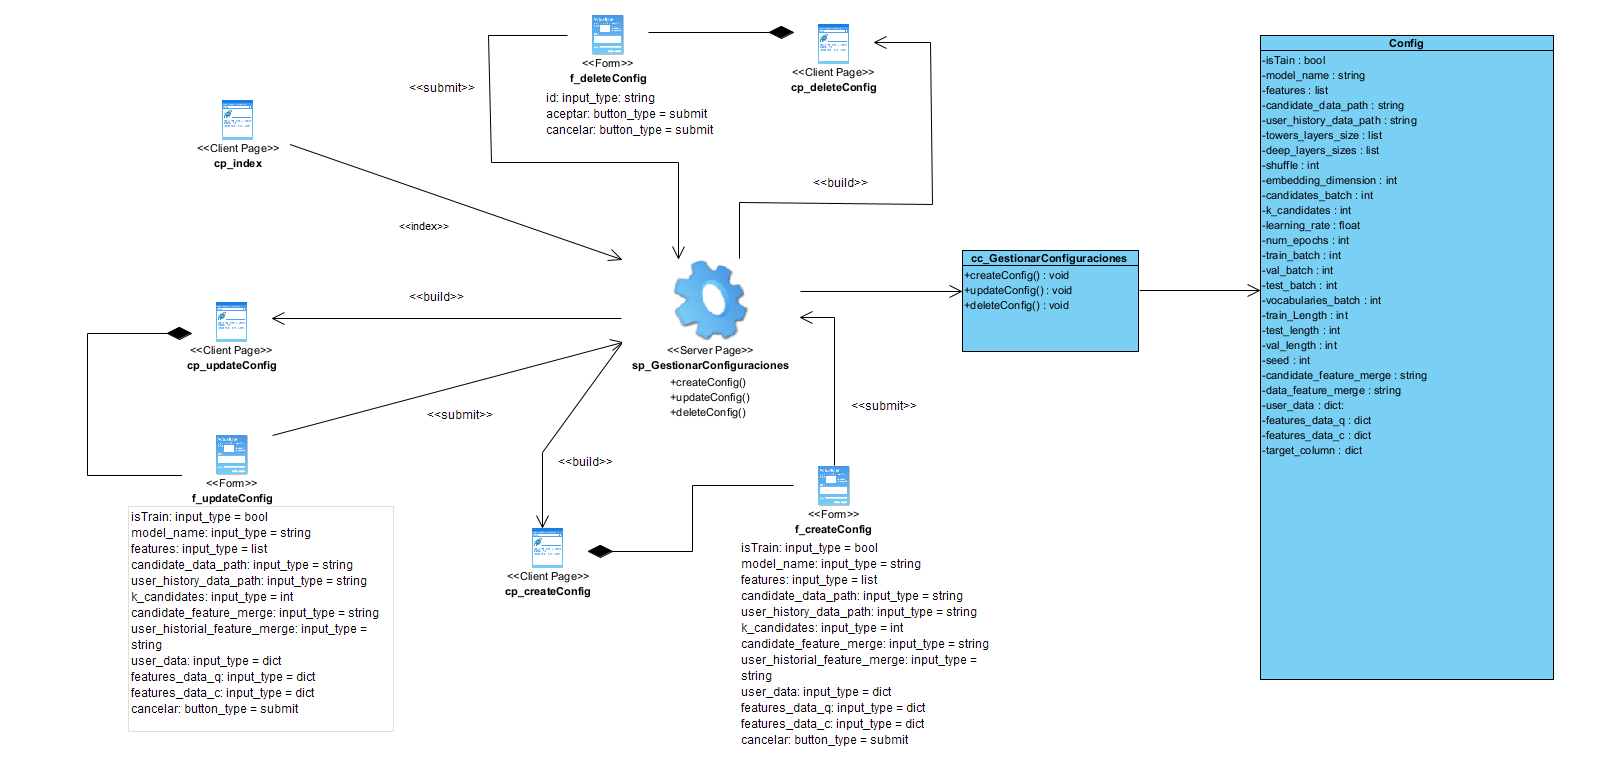 <<Form>>
f_deleteConfig
id: input_type: string
aceptar: button_type = submit
cancelar: button_type = submit
<<Client Page>>
cp_deleteConfig
<<submit>>
<<build>>
<<Client Page>>
cp_index
<<index>>
<<build>>
<<Client Page>>
cp_updateConfig
<<submit>>
<<Server Page>>
sp_GestionarConfiguraciones
+createConfig()
+updateConfig()
+deleteConfig()
<<build>>
<<submit>>
<<Form>>
f_updateConfig
isTrain: input_type = bool
model_name: input_type = string
features: input_type = list
candidate_data_path: input_type = string
user_history_data_path: input_type = string
k_candidates: input_type = int
candidate_feature_merge: input_type = string
user_historial_feature_merge: input_type =
string
user_data: input_type = dict
features_data_q: input_type = dict
features_data_c: input_type = dict
cancelar: button_type = submit
<<Client Page>>
cp_createConfig
<<Form>>
f_createConfig
isTrain: input_type = bool
model_name: input_type = string
features: input_type = list
candidate_data_path: input_type = string
user_history_data_path: input_type = string
k_candidates: input_type = int
candidate_feature_merge: input_type = string
user_historial_feature_merge: input_type =
string
user_data: input_type = dict
features_data_q: input_type = dict
features_data_c: input_type = dict
cancelar: button_type = submit
cc_GestionarConfiguraciones
+createConfig() : void
+updateConfig() : void
+deleteConfig() : void
Config
-isTain : bool
-model_name : string
-features : list
-candidate_data_path : string
-user_history_data_path : string
-towers_layers_size : list
-deep_layers_sizes : list
-shuffle : int
-embedding_dimension : int
-candidates_batch : int
-k_candidates : int
-learning_rate : float
-num_epochs : int
-train_batch : int
-val_batch : int
-test_batch : int
-vocabularies_batch : int
-train_Length : int
-test_length : int
-val_length : int
-seed : int
-candidate_feature_merge : string
-data_feature_merge : string
-user_data : dict:
-features_data_q : dict
-features_data_c : dict
-target_column : dict